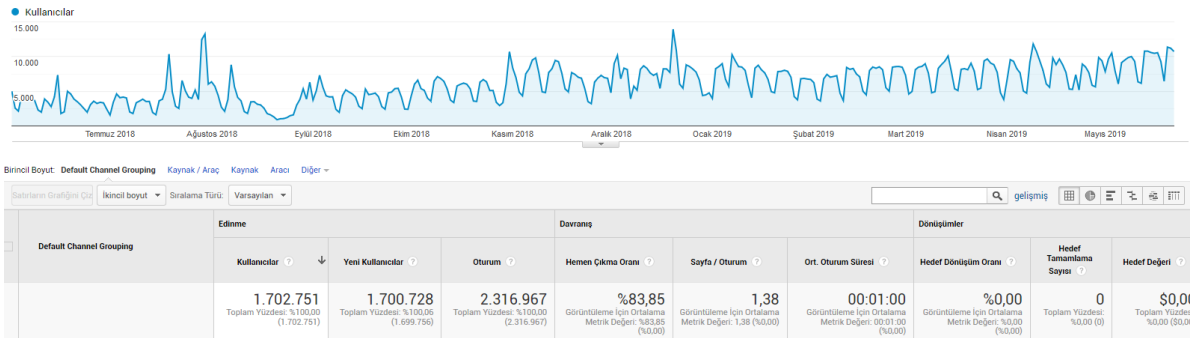 Kullanıcılar
15.000
10.000
5.000
Temmuz 2018 Ağustos 2018 Eylül 2018 Ekim 2018 Kasım 2018 Aralık 2018 Ocak 2019 Şubat 2019 Mart 2019 Nisan 2019 Mayıs 2019
Birincil Boyut: Default Channel Grouping Kaynak / Araç Kaynak Aracı Diğer
Satırların Grafiğini Çiz İkincil boyut Sıralama Türü: Varsayılan gelişmiş
Edinme Davranış Dönüşümler
Default Channel Grouping
Kullanıcılar ? Yeni Kullanıcılar ? Oturum ? Hemen Çıkma Oranı ? Sayfa / Oturum ? Ort. Oturum Süresi ? Hedef Dönüşüm Oranı ? Hedef Tamamlama Sayısı ? Hedef Değeri ?
1.702.751 1.700.728 2.316.967 %83,85 1,38 00:01:00 %0,00 0 $0,00
Toplam Yüzdesi: %100,00 Toplam Yüzdesi: %100,06 Toplam Yüzdesi: %100,00 Görüntüleme İçin Ortalama Görüntüleme İçin Ortalama Görüntüleme İçin Ortalama Görüntüleme İçin Ortalama Toplam Yüzdesi: Toplam Yüzdesi:
(1.702.751) (1.699.756) (2.316.967) Metrik Değeri: %83,85 Metrik Değeri: 1,38 (%0,00) Metrik Değeri: 00:01:00 Metrik Değeri: %0,00 %0,00 (0) %0,00 ($0,00
(%0,00) (%0,00) (%0,00)